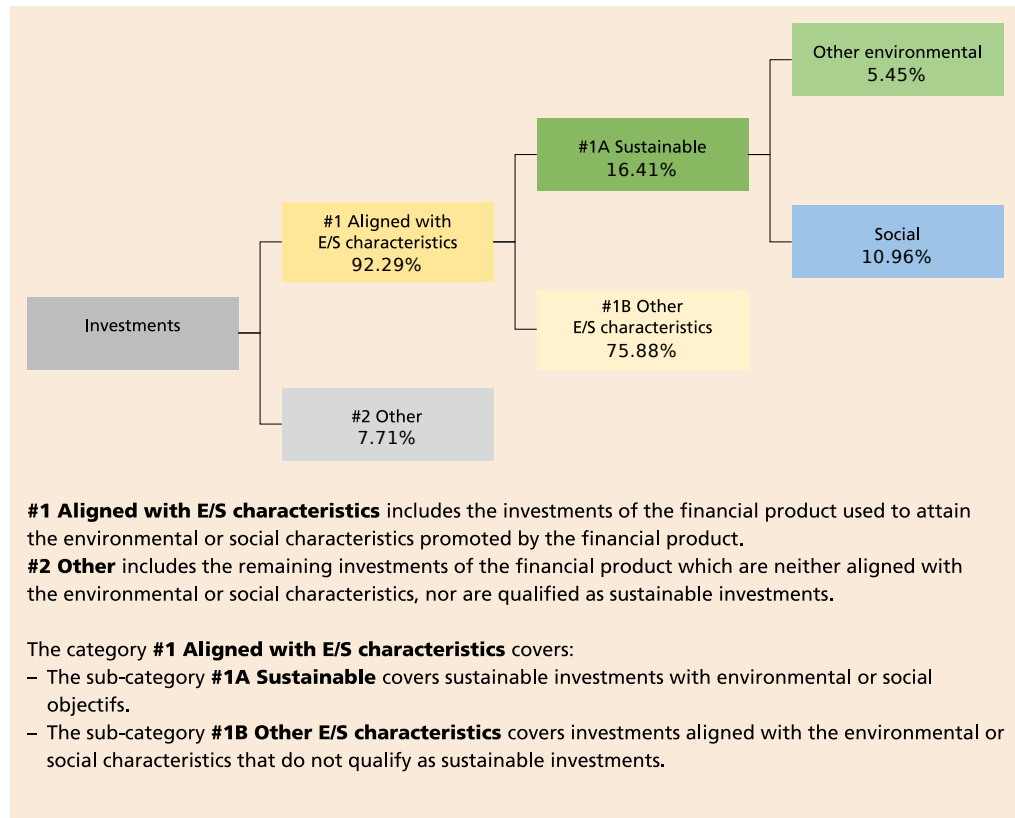 Other environmental
5.45%
#1A Sustainable
16.41%
#1 Aligned with
E/S characteristics
92.29%
Social
10.96%
#1B Other
E/S characteristics
75.88%
Investments
#2 Other
7.71%
#1 Aligned with E/S characteristics includes the investments of the financial product used to attain
the environmental or social characteristics promoted by the financial product.
#2 Other includes the remaining investments of the financial product which are neither aligned with
the environmental or social characteristics, nor are qualified as sustainable investments.
The category #1 Aligned with E/S characteristics covers:
– The sub-category #1A Sustainable covers sustainable investments with environmental or social
objectifs.
– The sub-category #1B Other E/S characteristics covers investments aligned with the environmental or
social characteristics that do not qualify as sustainable investments.